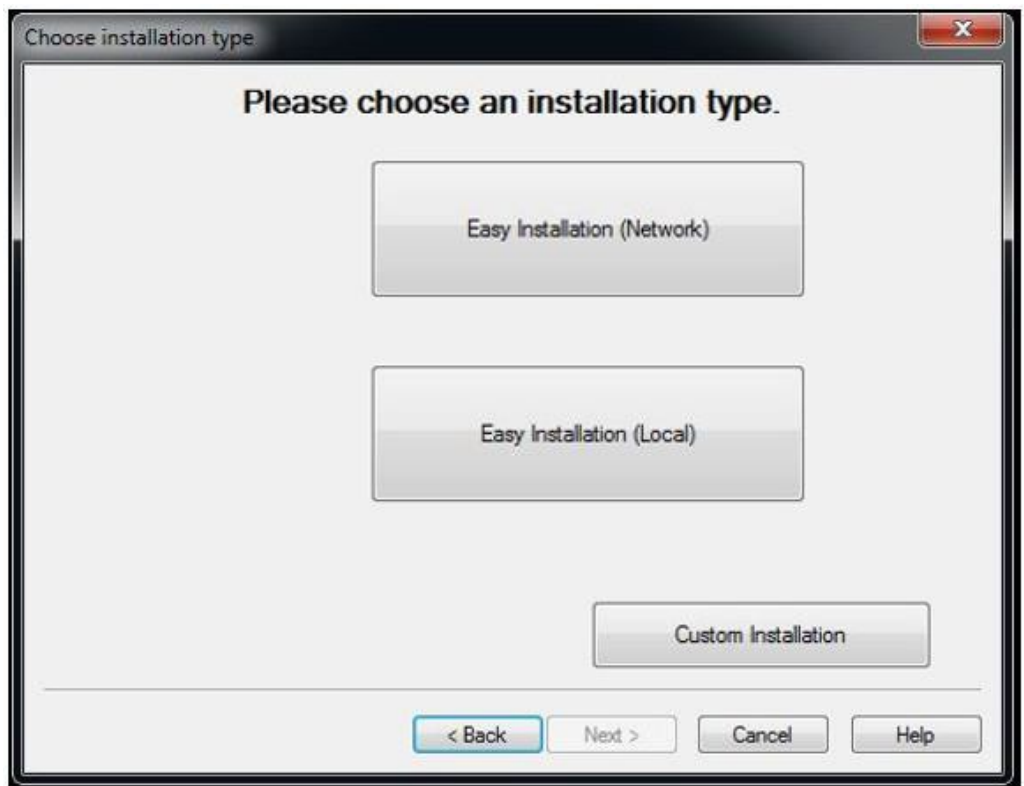 Choose installation type
Please choose an installation type.
Easy Installation (Network)
Easy Installation (Local)
Custom Installation
< Back Next > Cancel Help